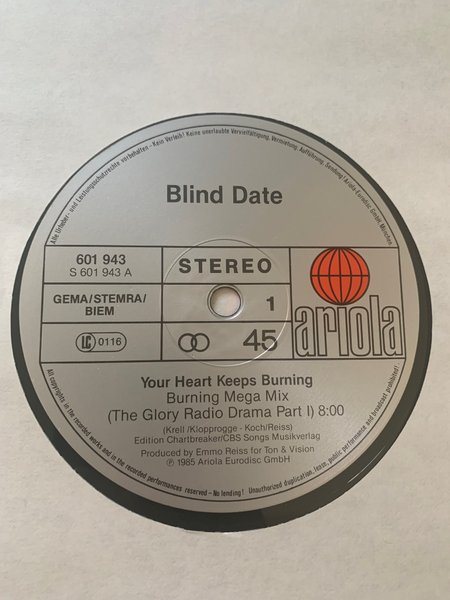 Alle Urheber- und Leistungsschutzrechte vorbehalten - Kein Verleih! Keine unerlaubte Vervielfältigung, Vermietung, Aufführung, Sendung! Ariola-Eurodisc GmbH, München
Blind Date
601 943
S 601 943 A
STEREO
GEMA/STEMRA/
BIEM
1
LC 0116
45
ariola
Your Heart Keeps Burning
Burning Mega Mix
(The Glory Radio Drama Part I) 8:00
(Krell/Kloppprogge - Koch/Reiss)
Edition Chartbreaker/CBS Songs Musikverlag
Produced by Emmo Reiss for Ton & Vision
Ⓟ 1985 Ariola Eurodisc GmbH
All copyrights in the recorded works and in the recorded performances reserved - No lending! Unauthorized duplication, lease, public performance and broadcast prohibited!